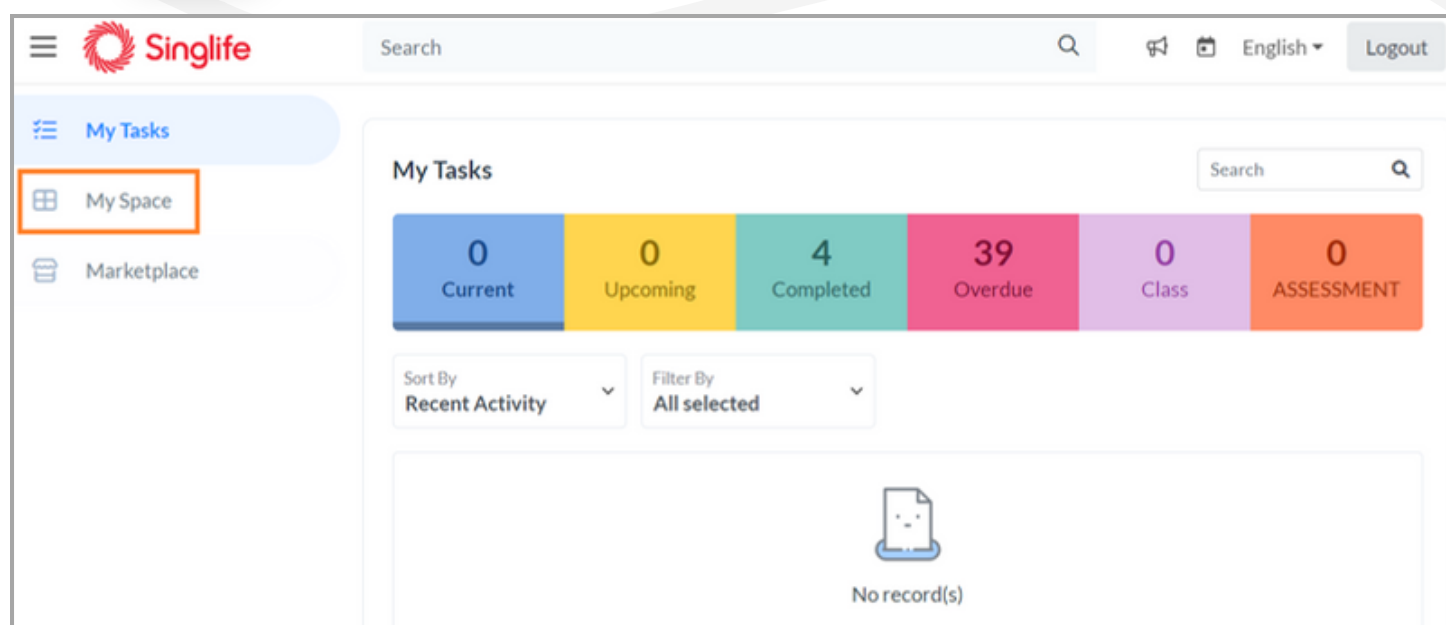 Singlife
Search
English
Logout
My Tasks
My Space
Marketplace
My Tasks
Search
0
Current
0
Upcoming
4
Completed
39
Overdue
0
Class
0
ASSESSMENT
Sort By
Recent Activity
Filter By
All selected
No record(s)